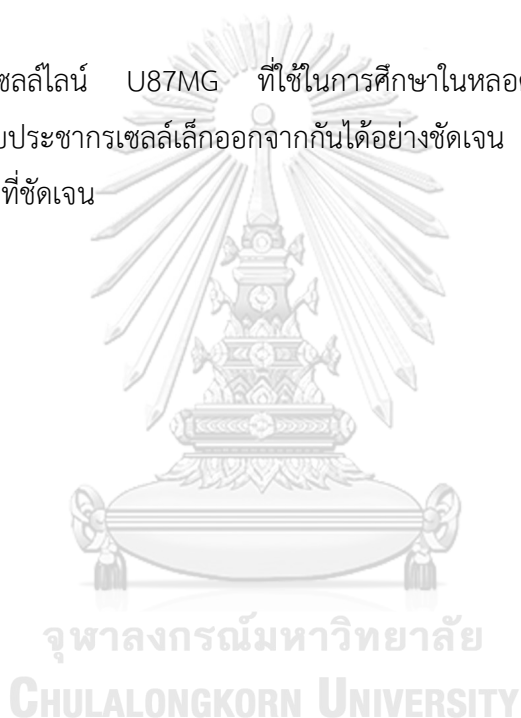 ซลล์ไลน์ U87MG ที่ใช้ในการศึกษาในหลอด
บประชากรเซลล์เล็กออกจากกันได้อย่างชัดเจน
ที่ชัดเจน
จุฬาลงกรณ์มหาวิทยาลัย
CHULALONGKORN UNIVERSITY